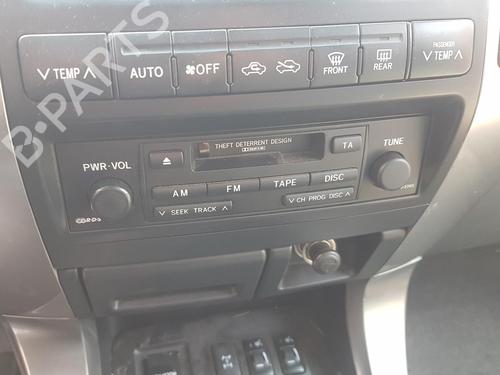 ∨ TEMP ∧
AUTO
OFF
FRONT
REAR
PASSENGER
∨ TEMP ∧
THEFT DETERRENT DESIGN
PWR•VOL
TA
TUNE
AM
FM
TAPE
DISC
∨ SEEK TRACK ∧
∨ CH PROG DISC ∧
B-PARTS